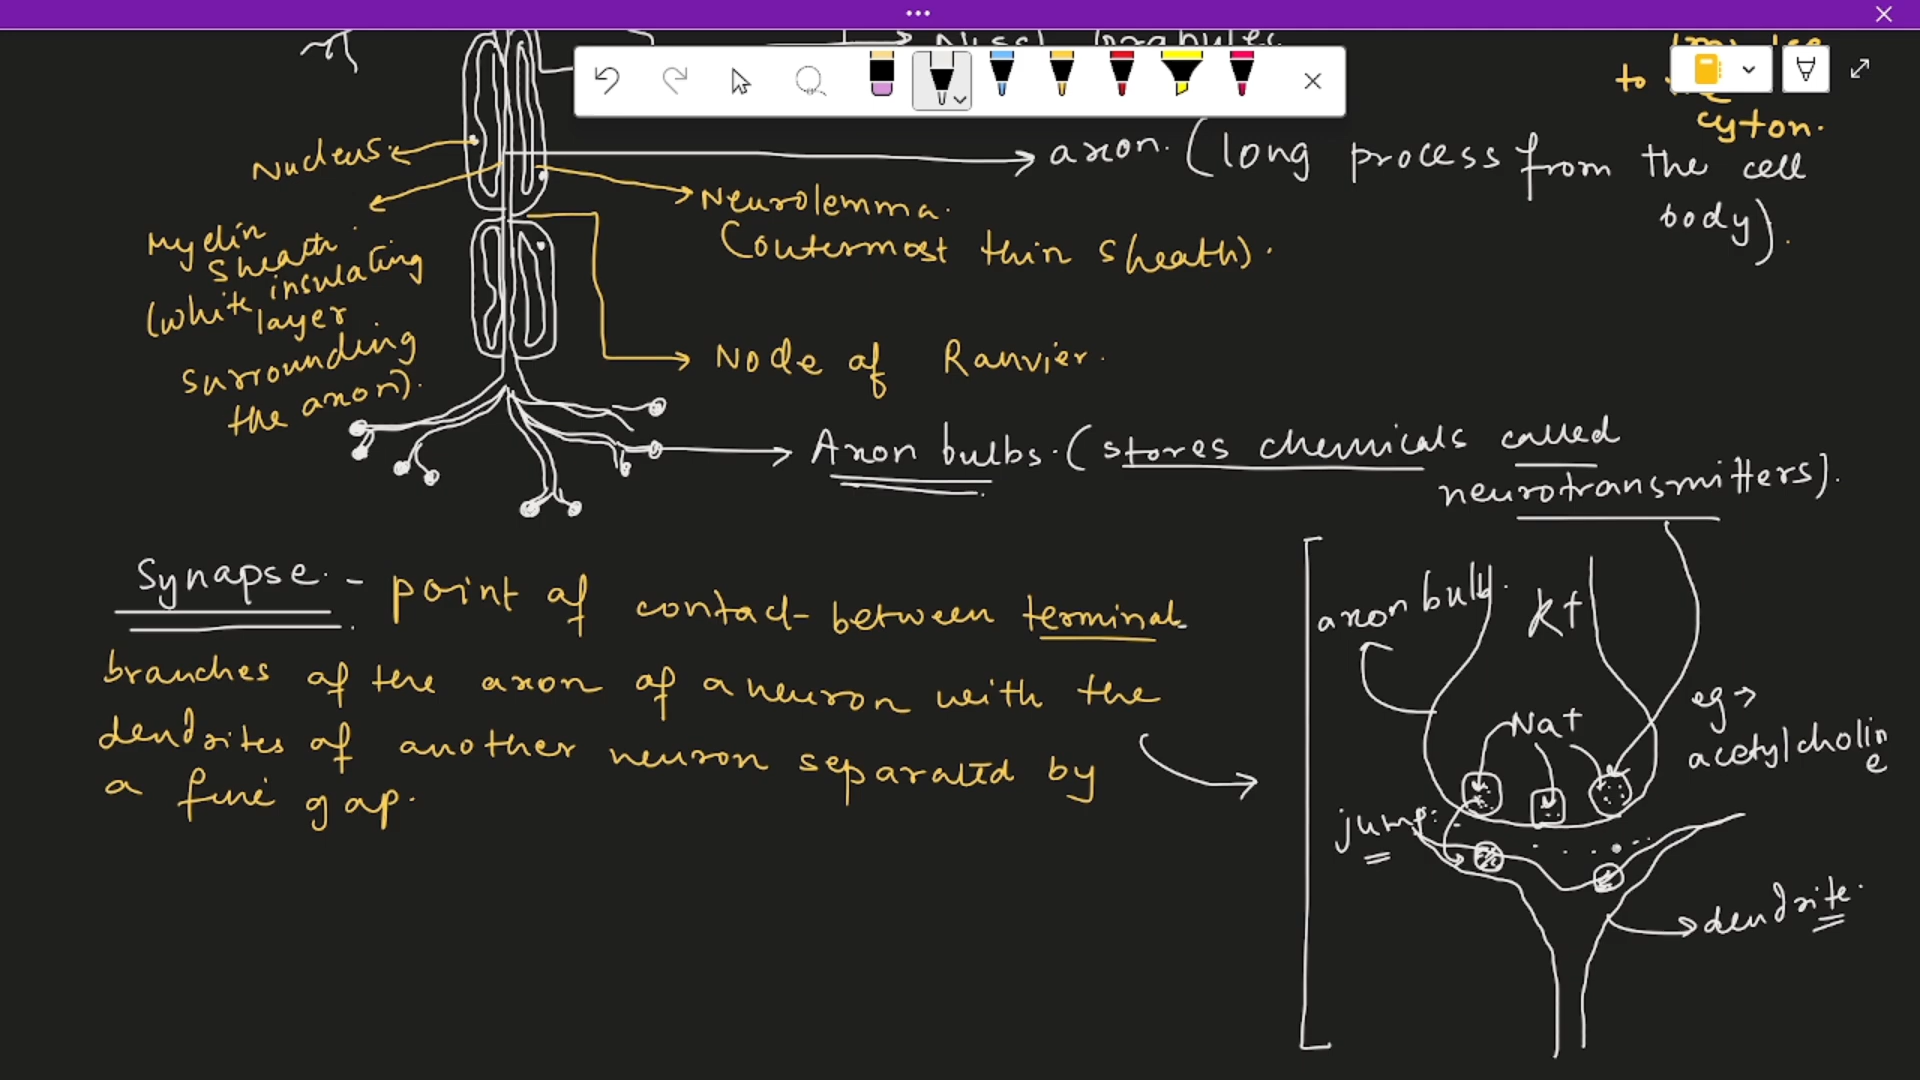 to
cyton.
axon. (long process from the cell
body).
Nucleus.
Neurolemma.
(outermost thin sheath).
Myelin
Sheath.
(white insulating
layer
surrounding
the axon).
Node of Ranvier.
Axon bulbs. (stores chemicals called
neurotransmitters).
Synapse. - point of contact between terminal
branches of the axon of a neuron with the
dendrites of another neuron separated by
a fine gap.
axon bulb.
K+
Na+
eg →
acetylcholin
e
jump.
dendrite.